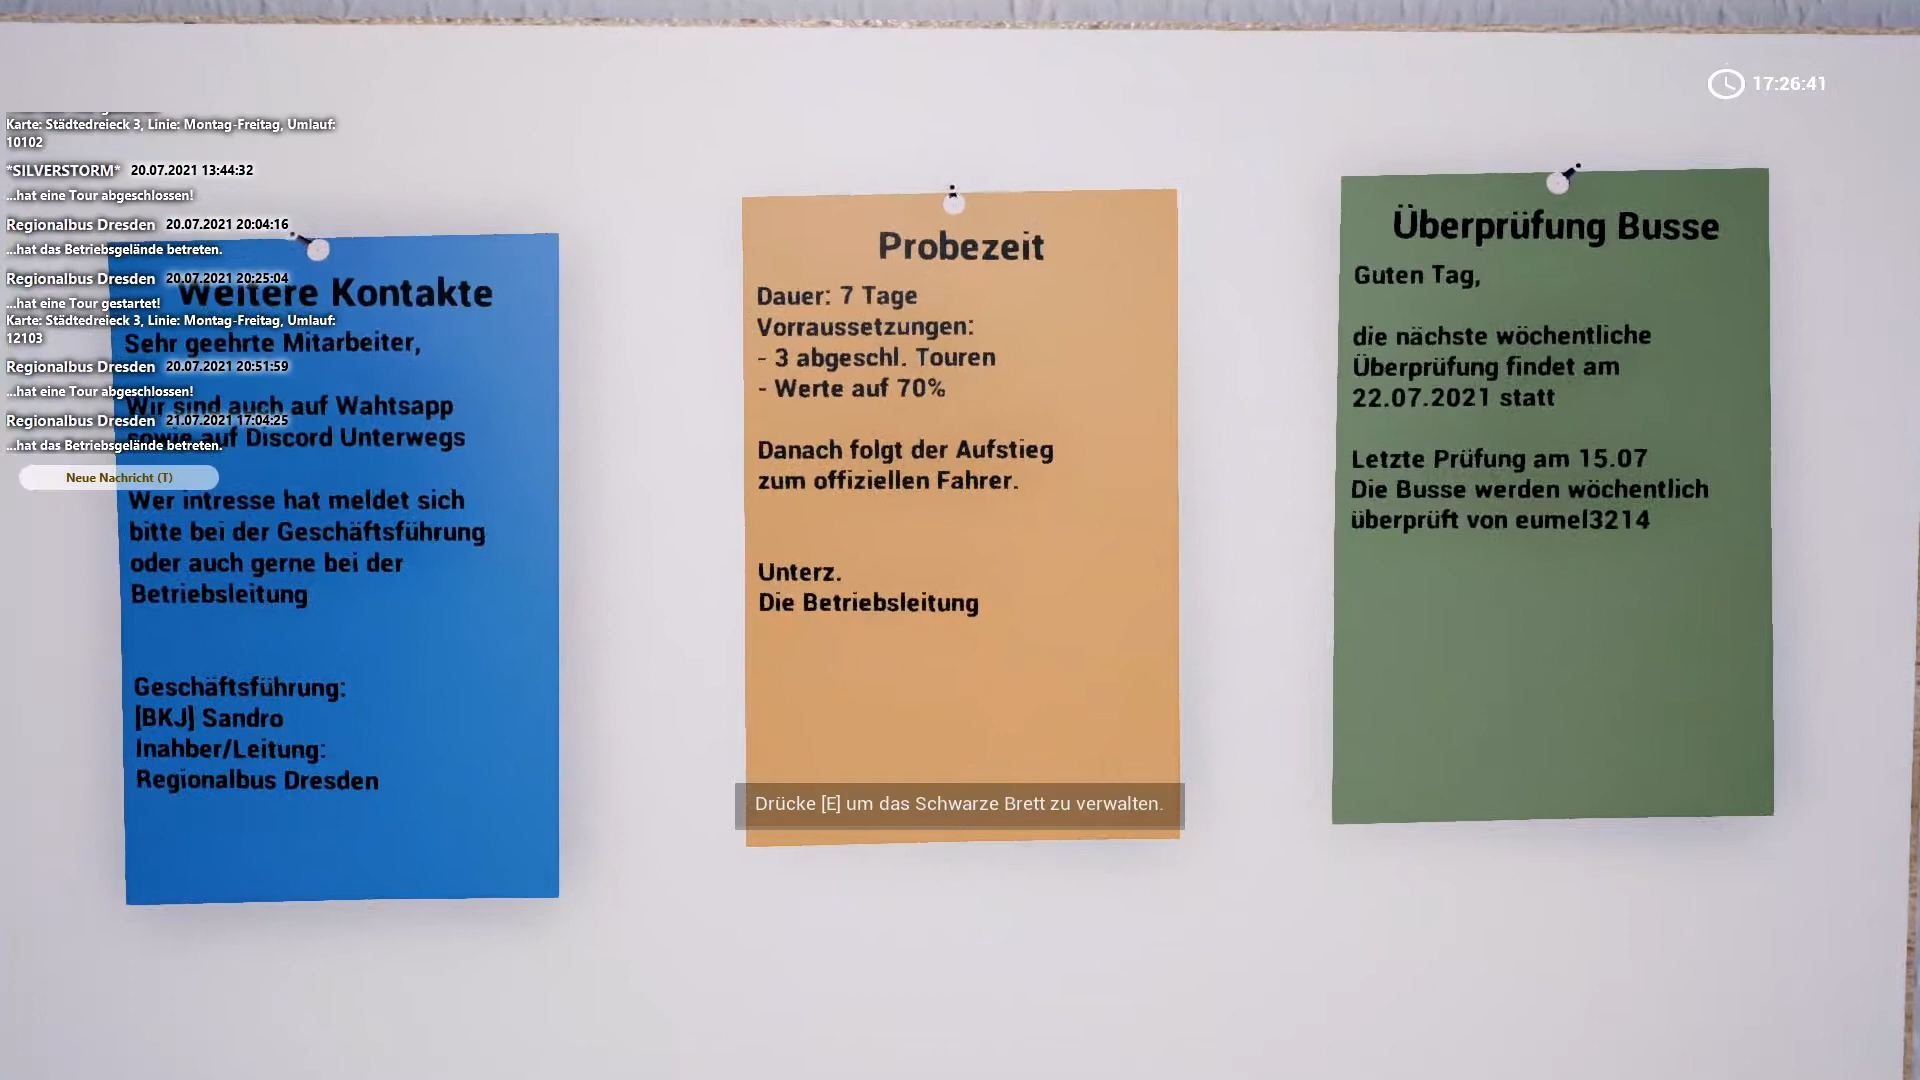 17:26:41
Karte: Städtedreieck 3, Linie: Montag-Freitag, Umlauf:
10102
*SILVERSTORM* 20.07.2021 13:44:32
...hat eine Tour abgeschlossen!
Regionalbus Dresden 20.07.2021 20:04:16
...hat das Betriebsgelände betreten.
Regionalbus Dresden 20.07.2021 20:25:04
...hat eine Tour gestartet!
Karte: Städtedreieck 3, Linie: Montag-Freitag, Umlauf:
12103
Regionalbus Dresden 20.07.2021 20:51:59
...hat eine Tour abgeschlossen!
Regionalbus Dresden 21.07.2021 17:04:25
...hat das Betriebsgelände betreten.
Neue Nachricht (T)
Weitere Kontakte
Sehr geehrte Mitarbeiter,
Wir sind auch auf Wahtsapp
sowie auf Discord Unterwegs
Wer intresse hat meldet sich
bitte bei der Geschäftsführung
oder auch gerne bei der
Betriebsleitung
Geschäftsführung:
[BKJ] Sandro
Inahber/Leitung:
Regionalbus Dresden
Probezeit
Dauer: 7 Tage
Vorraussetzungen:
- 3 abgeschl. Touren
- Werte auf 70%
Danach folgt der Aufstieg
zum offiziellen Fahrer.
Unterz.
Die Betriebsleitung
Drücke [E] um das Schwarze Brett zu verwalten.
Überprüfung Busse
Guten Tag,
die nächste wöchentliche
Überprüfung findet am
22.07.2021 statt
Letzte Prüfung am 15.07
Die Busse werden wöchentlich
überprüft von eumel3214